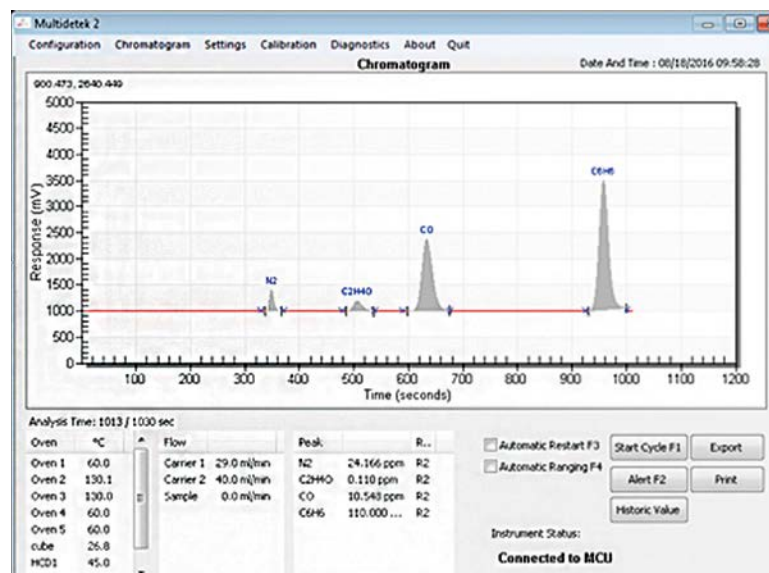 Multidetek 2
Configuration Chromatogram Settings Calibration Diagnostics About Quit
Chromatogram Date And Time : 08/18/2016 09:58:28
900.473, 2640.449
5000
4500
4000
3500
3000
2500
2000
1500
1000
500
0
Response (mV)
N2
C2H4O
CO
C6H6
0 100 200 300 400 500 600 700 800 900 1000 1100 1200
Time (seconds)
Analysis Time: 1013 / 1030 sec
Oven °C
Oven 1 60.0
Oven 2 130.1
Oven 3 130.0
Oven 4 60.0
Oven 5 60.0
cube 26.8
HCD1 45.0
Flow
Carrier 1 29.0 ml/min
Carrier 2 40.0 ml/min
Sample 0.0 ml/min
Peak R..
N2 24.166 ppm R2
C2H4O 0.110 ppm R2
CO 10.548 ppm R2
C6H6 110.000 ... R2
Automatic Restart F3
Automatic Ranging F4
Start Cycle F1 Export
Alert F2 Print
Historic Value
Instrument Status:
Connected to MCU